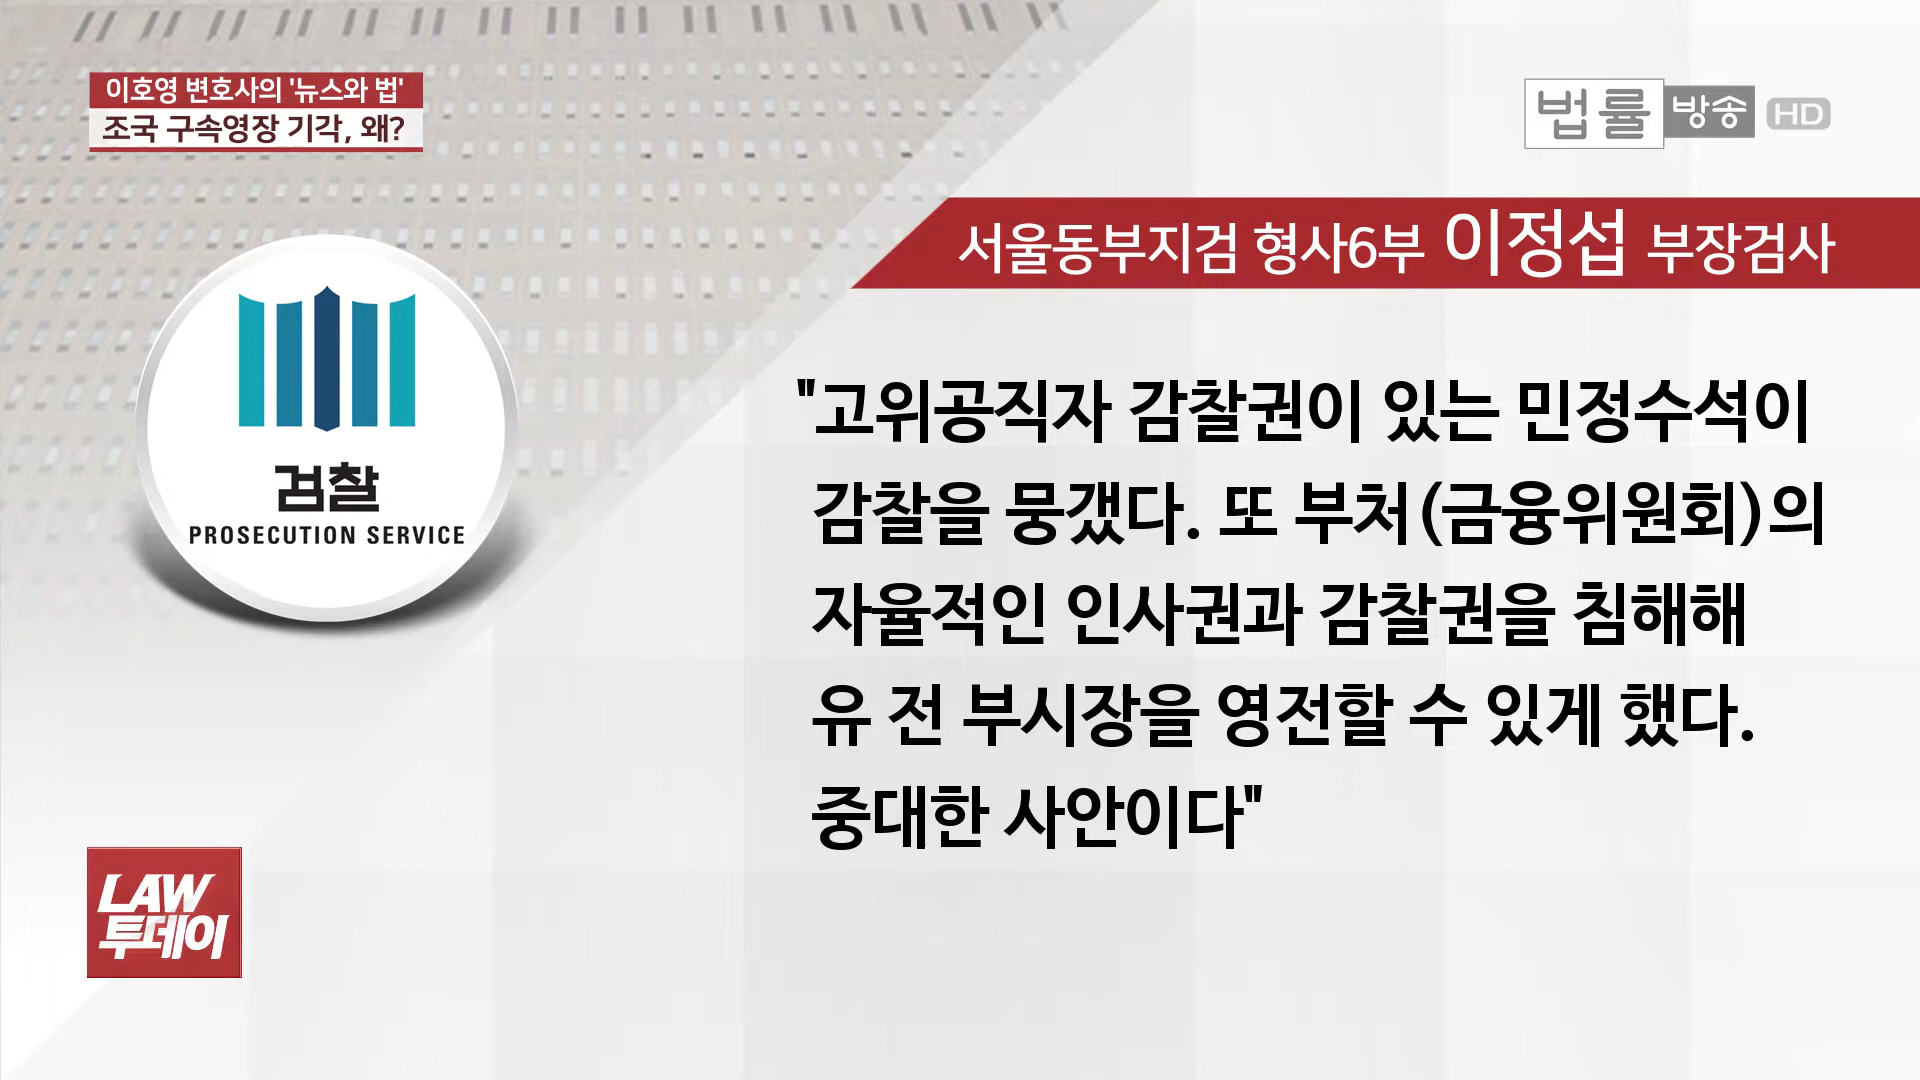 이호영 변호사의 '뉴스와 법'
조국 구속영장 기각, 왜?
법률방송 HD
서울동부지검 형사6부 이정섭 부장검사
검찰
PROSECUTION SERVICE
"고위공직자 감찰권이 있는 민정수석이
감찰을 뭉갰다. 또 부처(금융위원회)의
자율적인 인사권과 감찰권을 침해해
유 전 부시장을 영전할 수 있게 했다.
중대한 사안이다"
LAW
투데이